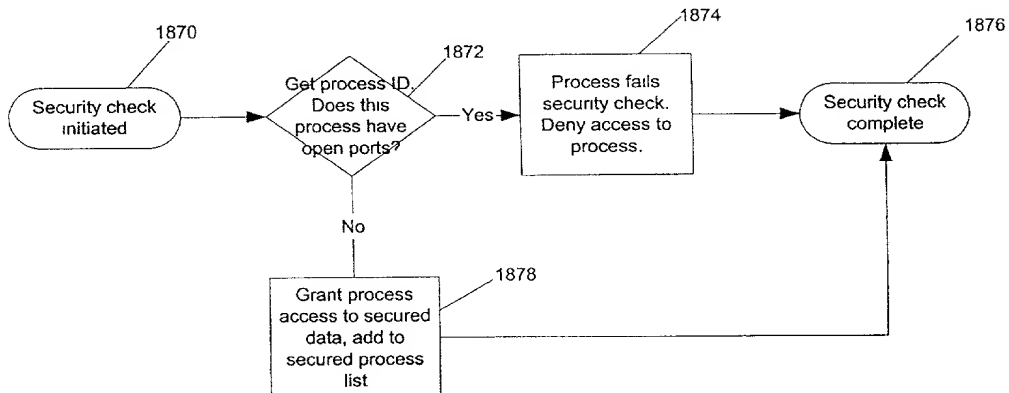 1870
Security check
initiated
1872
Get process ID.
Does this
process have
open ports?
Yes
1874
Process fails
security check.
Deny access to
process.
1876
Security check
complete
No
1878
Grant process
access to secured
data, add to
secured process
list